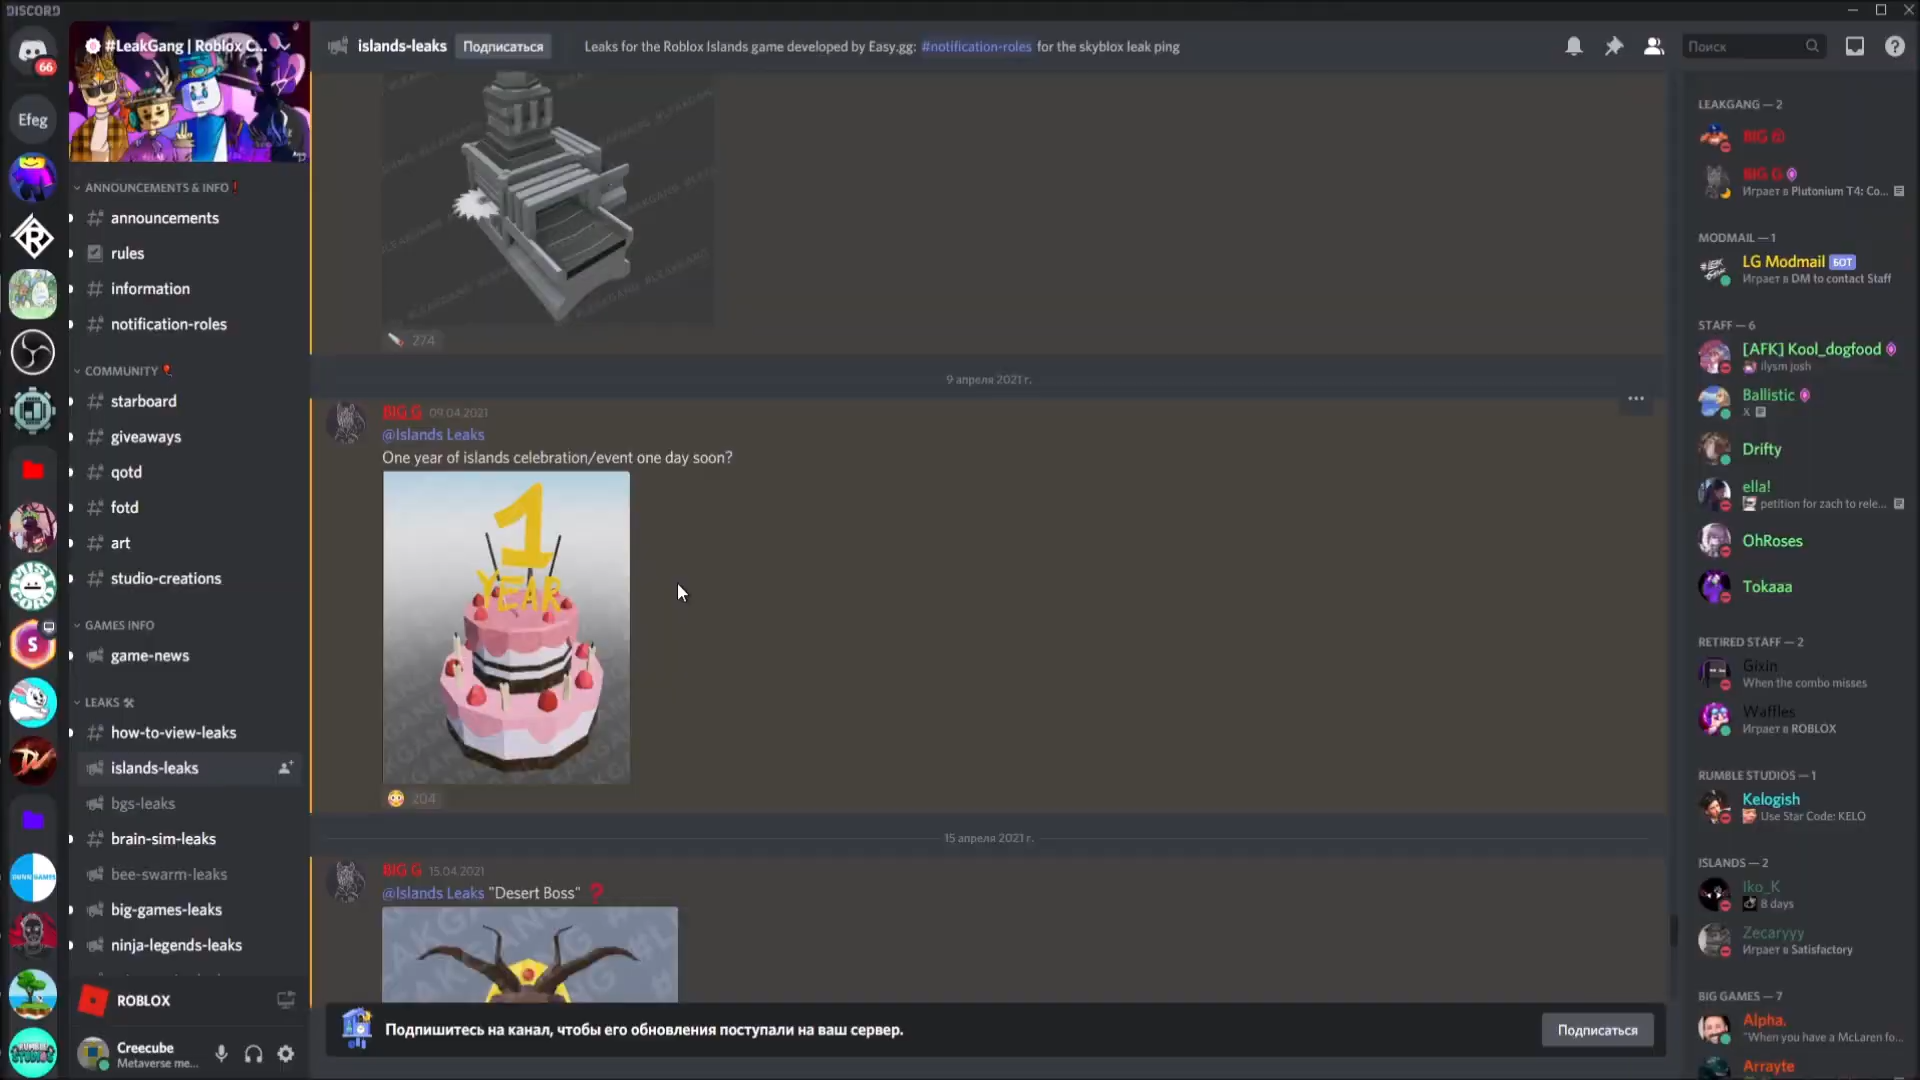 DISCORD
66
Efeg
#LeakGang | Roblox C...
ANNOUNCEMENTS & INFO
announcements
rules
information
notification-roles
COMMUNITY
starboard
giveaways
qotd
fotd
art
studio-creations
GAMES INFO
game-news
LEAKS
how-to-view-leaks
islands-leaks
bgs-leaks
brain-sim-leaks
bee-swarm-leaks
big-games-leaks
ninja-legends-leaks
ROBLOX
Creecube
Metaverse me...
islands-leaks
Подписаться
Leaks for the Roblox Islands game developed by Easy.gg: #notification-roles for the skyblox leak ping
Поиск
274
9 апреля 2021 г.
BIG G 09.04.2021
@Islands Leaks
One year of islands celebration/event one day soon?
1
YEAR
204
15 апреля 2021 г.
BIG G 15.04.2021
@Islands Leaks "Desert Boss" ❓
Подпишитесь на канал, чтобы его обновления поступали на ваш сервер.
Подписаться
LEAKGANG — 2
BIG
BIG G
Играет в Plutonium T4: Co...
MODMAIL — 1
LG Modmail БОТ
Играет в DM to contact Staff
STAFF — 6
[AFK] Kool_dogfood
ilysm josh
Ballistic
X
Drifty
ella!
petition for zach to rele...
OhRoses
Tokaaa
RETIRED STAFF — 2
Gixin
When the combo misses
Waffles
Играет в ROBLOX
RUMBLE STUDIOS — 1
Kelogish
Use Star Code: KELO
ISLANDS — 2
Iko_K
8 days
Zecaryyy
Играет в Satisfactory
BIG GAMES — 7
Alpha.
"When you have a McLaren fo...
Arrayte